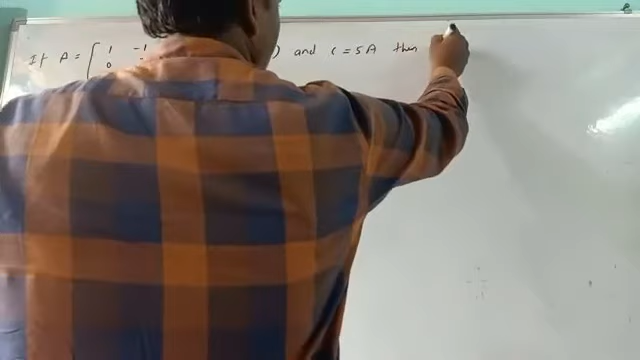 If A = [ 1 -1 ) and C = 5A then
0